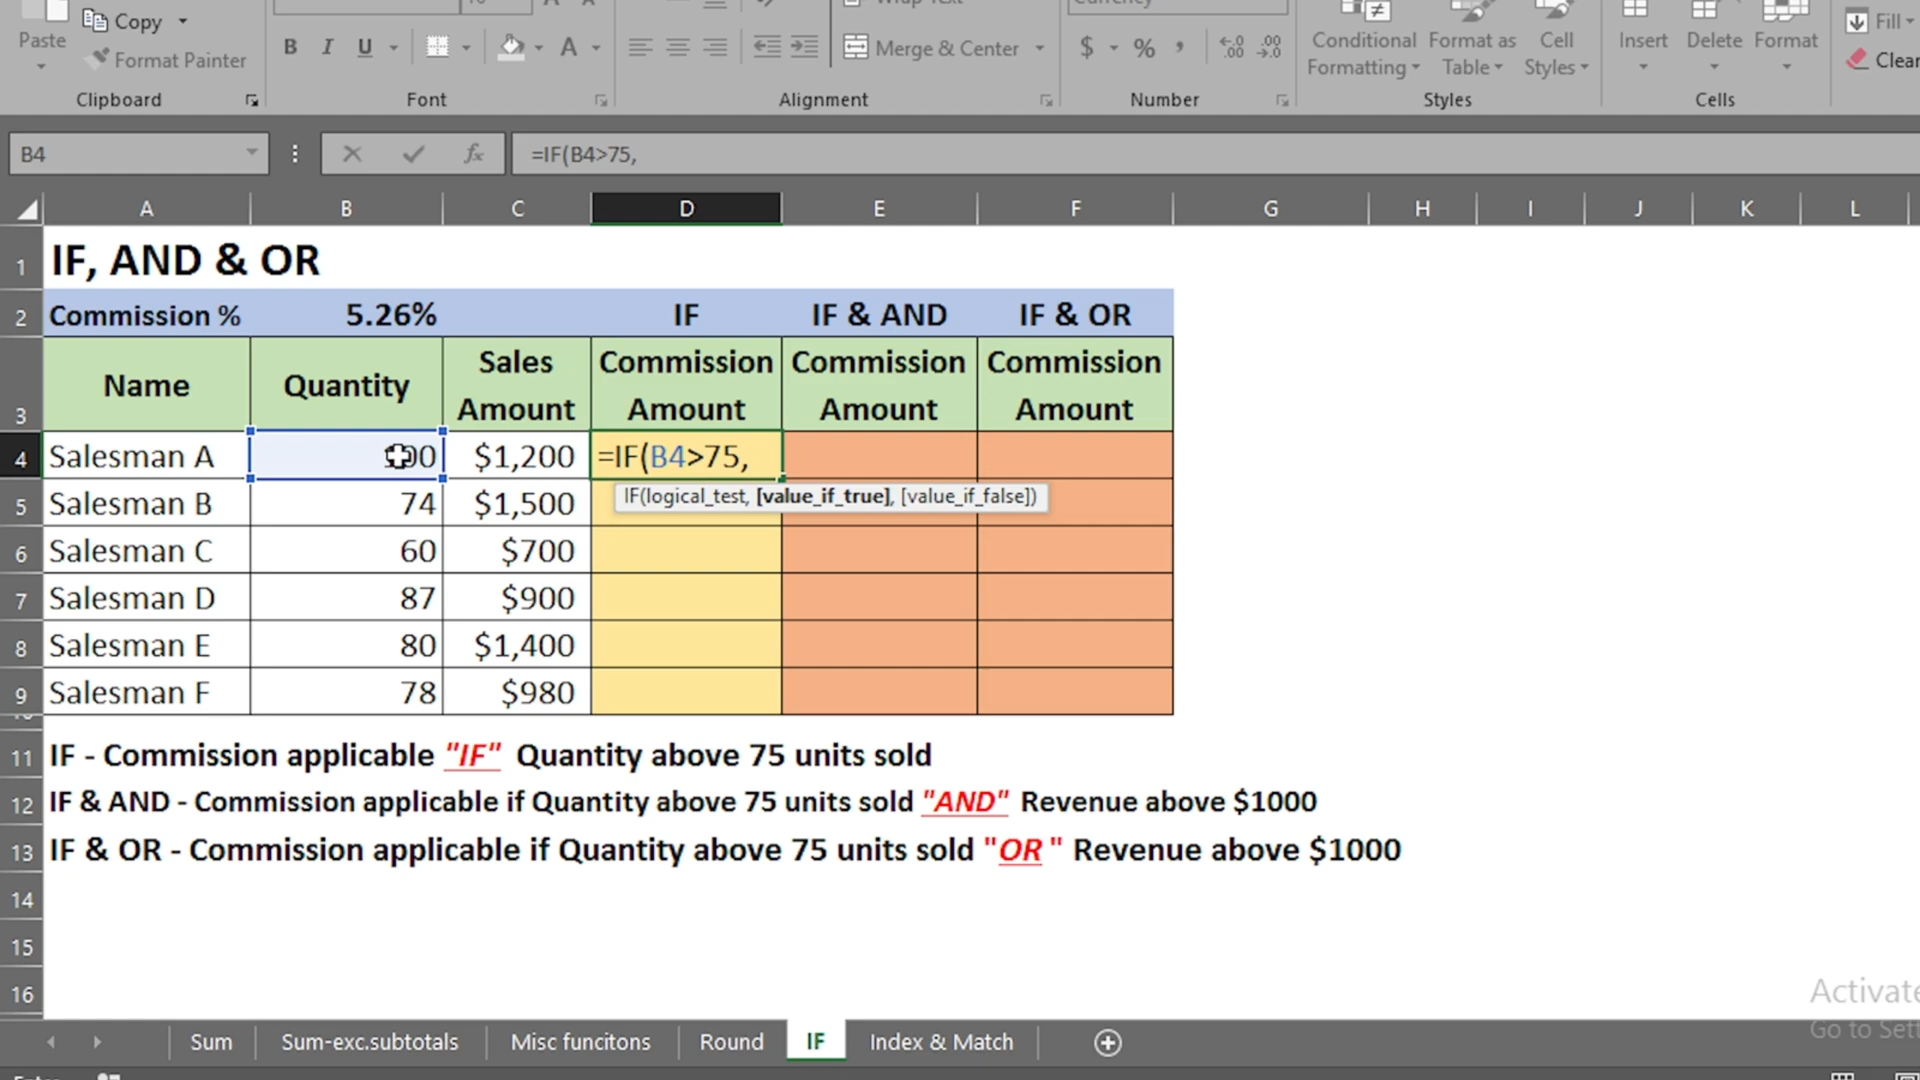 Copy
Paste
Format Painter
Clipboard
B I U
A
Font
Merge & Center
Alignment
$ % ,
Number
Conditional Formatting
Format as Table
Cell Styles
Styles
Insert Delete Format
Cells
Fill
Clear
B4
fx
=IF(B4>75,
A B C D E F G H I J K L
1 IF, AND & OR
2 Commission % 5.26% IF IF & AND IF & OR
3 Name Quantity Sales Amount Commission Amount Commission Amount Commission Amount
4 Salesman A $1,200 =IF(B4>75,
IF(logical_test, [value_if_true], [value_if_false])
5 Salesman B 74 $1,500
6 Salesman C 60 $700
7 Salesman D 87 $900
8 Salesman E 80 $1,400
9 Salesman F 78 $980
11 IF - Commission applicable "IF" Quantity above 75 units sold
12 IF & AND - Commission applicable if Quantity above 75 units sold "AND" Revenue above $1000
13 IF & OR - Commission applicable if Quantity above 75 units sold "OR " Revenue above $1000
14
15
16
Activate
Go to Sett
Sum Sum-exc.subtotals Misc funcitons Round IF Index & Match